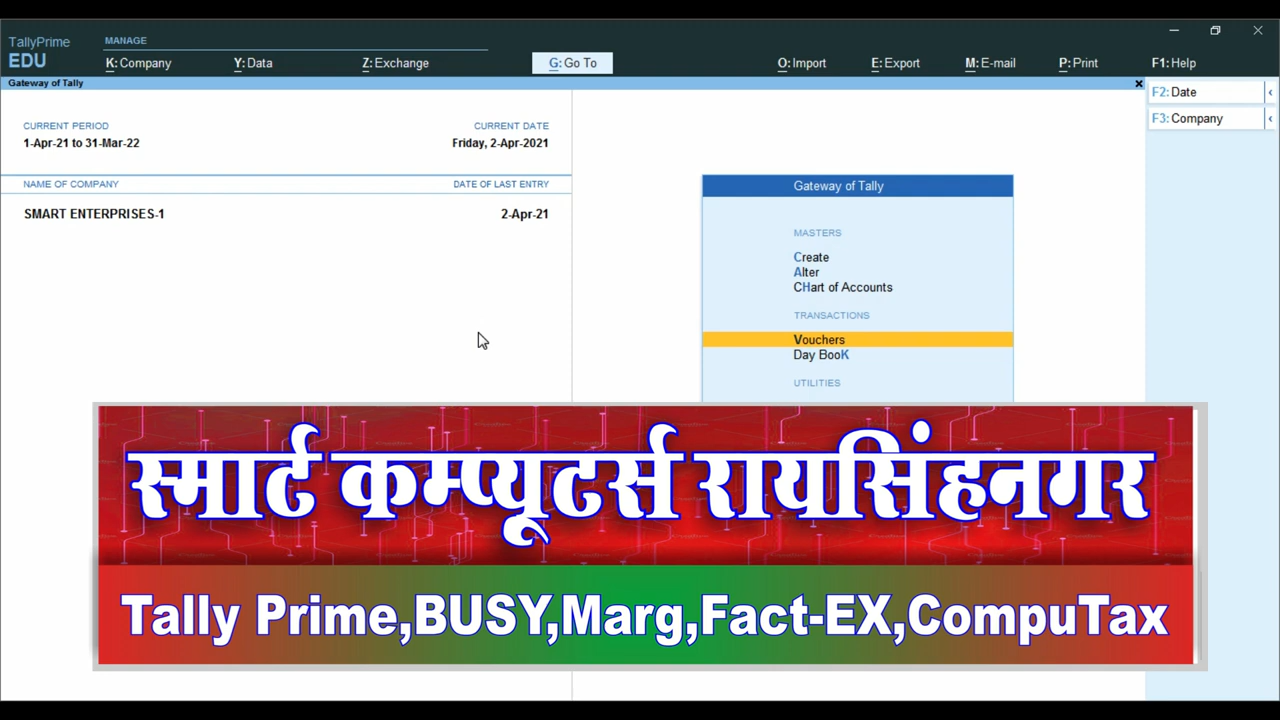 TallyPrime
EDU
MANAGE
K: Company
Y: Data
Z: Exchange
G: Go To
O: Import
E: Export
M: E-mail
P: Print
F1: Help
Gateway of Tally
F2: Date
F3: Company
CURRENT PERIOD
CURRENT DATE
1-Apr-21 to 31-Mar-22
Friday, 2-Apr-2021
NAME OF COMPANY
DATE OF LAST ENTRY
SMART ENTERPRISES-1
2-Apr-21
Gateway of Tally
MASTERS
Create
Alter
CHart of Accounts
TRANSACTIONS
Vouchers
Day BooK
UTILITIES
स्मार्ट कम्प्यूटर्स रायसिंहनगर
Tally Prime,BUSY,Marg,Fact-EX,CompuTax